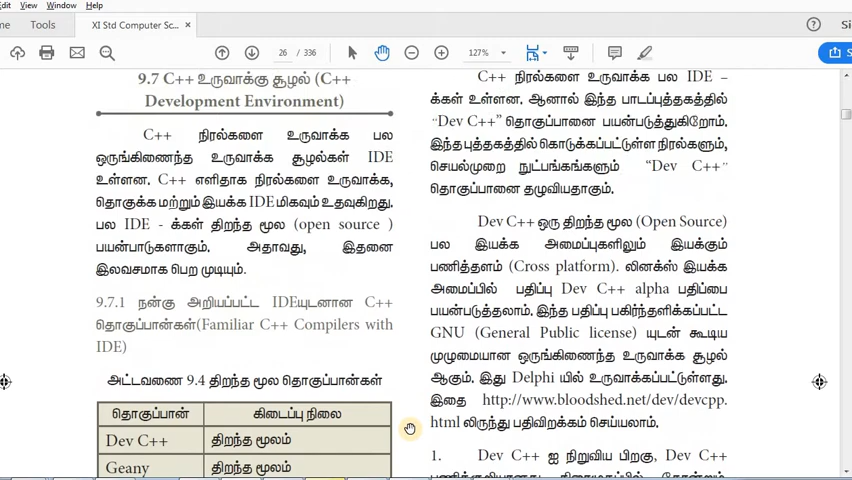 Edit View Window Help
me Tools XI Std Computer Sc... ×
26 / 336 127%
9.7 C++ உருவாக்கு சூழல் (C++
Development Environment)
C++ நிரல்களை உருவாக்க பல
ஒருங்கிணைந்த உருவாக்க சூழல்கள் IDE
உள்ளன. C++ எளிதாக நிரல்களை உருவாக்க,
தொகுக்க மற்றும் இயக்க IDE மிகவும் உதவுகிறது.
பல IDE - க்கள் திறந்த மூல (open source )
பயன்பாடுகளாகும். அதாவது, இதனை
இலவசமாக பெற முடியும்.
9.7.1 நன்கு அறியப்பட்ட IDEயுடனான C++
தொகுப்பான்கள்(Familiar C++ Compilers with
IDE)
அட்டவணை 9.4 திறந்த மூல தொகுப்பான்கள்
தொகுப்பான் கிடைப்பு நிலை
Dev C++ திறந்த மூலம்
Geany திறந்த மூலம்
C++ நிரல்களை உருவாக்க பல IDE –
க்கள் உள்ளன. ஆனால் இந்த பாடப்புத்தகத்தில்
“Dev C++” தொகுப்பானை பயன்படுத்துகிறோம்.
இந்த புத்தகத்தில் கொடுக்கப்பட்டுள்ள நிரல்களும்,
செயல்முறை நுட்பங்கங்களும் “Dev C++”
தொகுப்பானை தழுவியதாகும்.
Dev C++ ஒரு திறந்த மூல (Open Source)
பல இயக்க அமைப்புகளிலும் இயக்கும்
பணித்தளம் (Cross platform). லினக்ஸ் இயக்க
அமைப்பில் பதிப்பு Dev C++ alpha பதிப்பை
பயன்படுத்தலாம். இந்த பதிப்பு பகிர்ந்தளிக்கப்பட்ட
GNU (General Public license) யுடன் கூடிய
முழுமையான ஒருங்கிணைந்த உருவாக்க சூழல்
ஆகும். இது Delphi யில் உருவாக்கப்பட்டுள்ளது.
இதை http://www.bloodshed.net/dev/devcpp.
html லிருந்து பதிவிறக்கம் செய்யலாம்.
1. Dev C++ ஐ நிறுவிய பிறகு, Dev C++